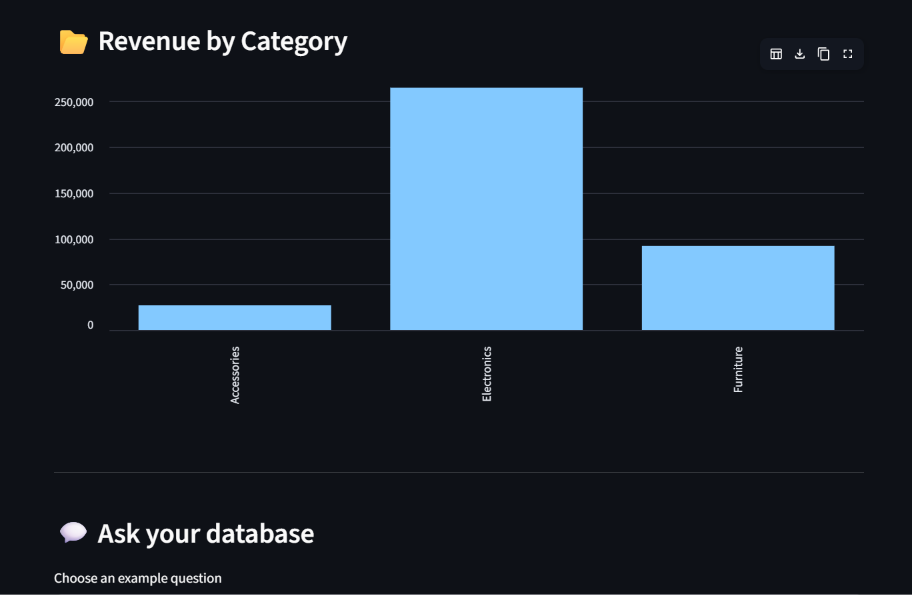 Revenue by Category
250,000
200,000
150,000
100,000
50,000
0
Accessories
Electronics
Furniture
Ask your database
Choose an example question